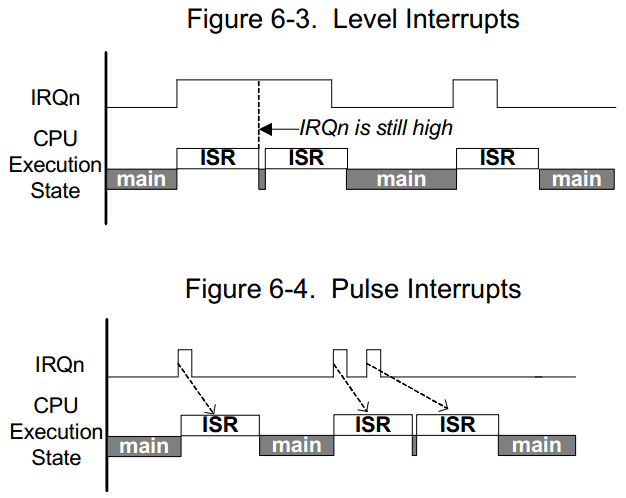 Figure 6-3.  Level Interrupts
IRQn
IRQn is still high
CPU
Execution
State
ISR ISR ISR
main main main
Figure 6-4.  Pulse Interrupts
IRQn
CPU
Execution
State
ISR ISR ISR
main main main